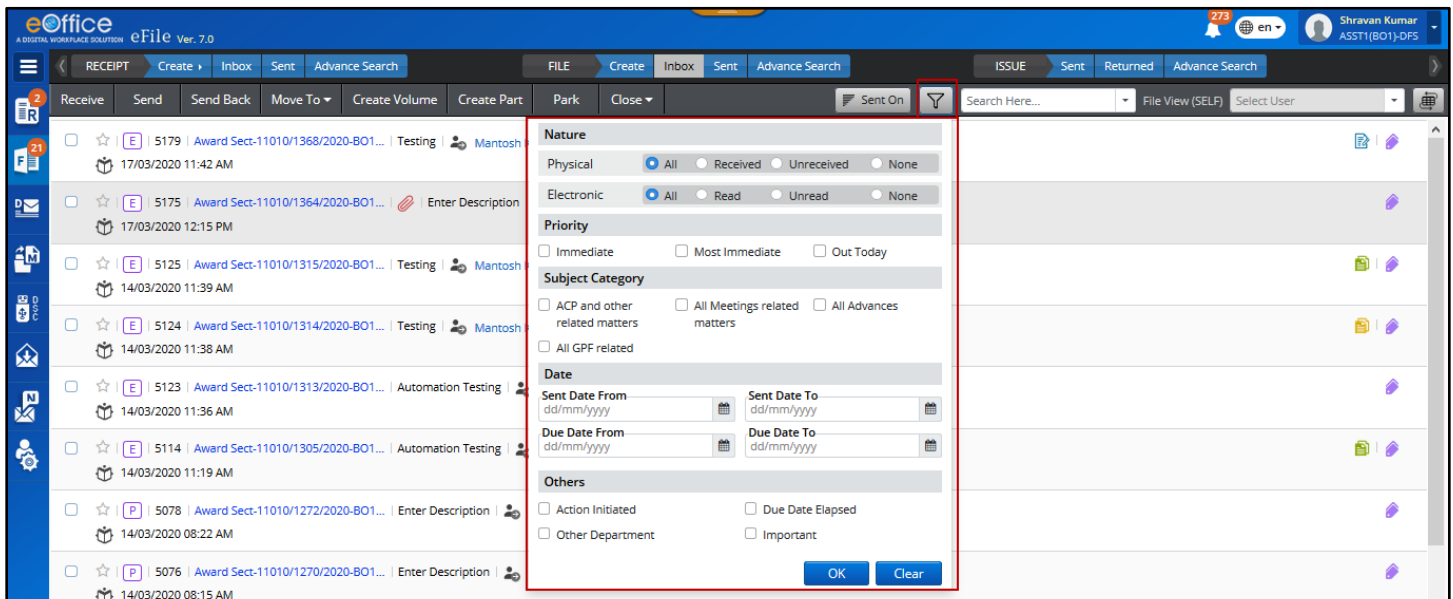 eOffice
A DIGITAL WORKPLACE SOLUTION eFile Ver. 7.0
273 en Shravan Kumar
ASST1(BO1)-DFS
RECEIPT Create Inbox Sent Advance Search FILE Create Inbox Sent Advance Search ISSUE Sent Returned Advance Search
2 R
Receive Send Send Back Move To Create Volume Create Part Park Close Sent On Search Here... File View (SELF) Select User
E 5179 Award Sect-11010/1368/2020-BO1... Testing Mantosh
17/03/2020 11:42 AM
21 F
E 5175 Award Sect-11010/1364/2020-BO1... Enter Description
17/03/2020 12:15 PM
D
E 5125 Award Sect-11010/1315/2020-BO1... Testing Mantosh
14/03/2020 11:39 AM
M
E 5124 Award Sect-11010/1314/2020-BO1... Testing Mantosh
14/03/2020 11:38 AM
DSC
E 5123 Award Sect-11010/1313/2020-BO1... Automation Testing
14/03/2020 11:36 AM
N
E 5114 Award Sect-11010/1305/2020-BO1... Automation Testing
14/03/2020 11:19 AM
P 5078 Award Sect-11010/1272/2020-BO1... Enter Description
14/03/2020 08:22 AM
P 5076 Award Sect-11010/1270/2020-BO1... Enter Description
14/03/2020 08:15 AM
Nature
Physical All Received Unreceived None
Electronic All Read Unread None
Priority
Immediate Most Immediate Out Today
Subject Category
ACP and other related matters All Meetings related matters All Advances
All GPF related
Date
Sent Date From Sent Date To
dd/mm/yyyy dd/mm/yyyy
Due Date From Due Date To
dd/mm/yyyy dd/mm/yyyy
Others
Action Initiated Due Date Elapsed
Other Department Important
OK Clear